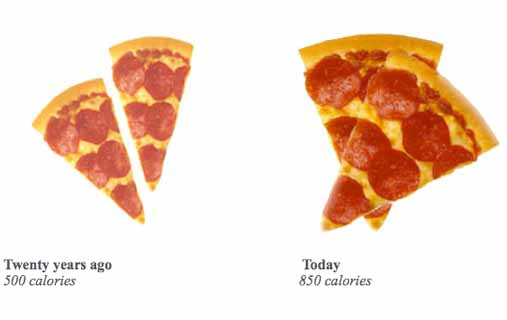 Twenty years ago
500 calories
Today
850 calories